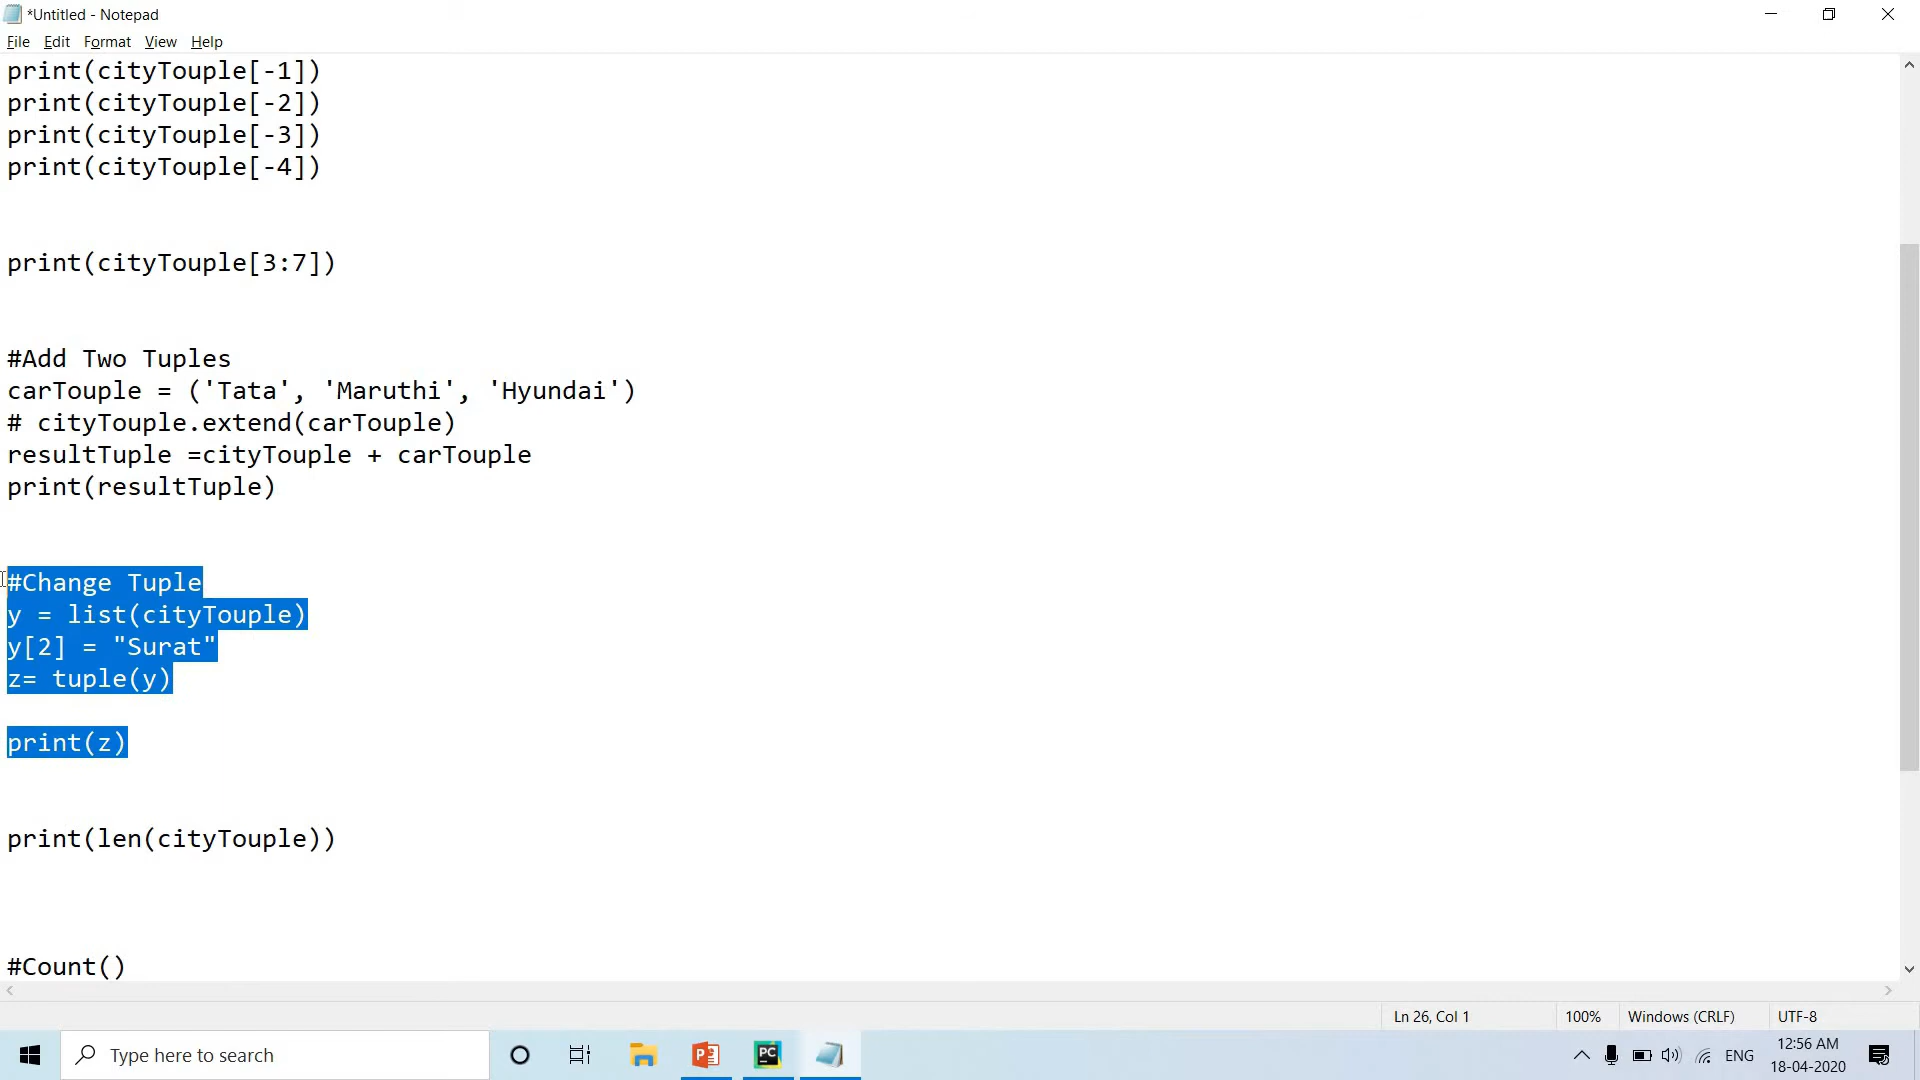 *Untitled - Notepad
File Edit Format View Help
print(cityTouple[-1])
print(cityTouple[-2])
print(cityTouple[-3])
print(cityTouple[-4])
print(cityTouple[3:7])
#Add Two Tuples
carTouple = ('Tata', 'Maruthi', 'Hyundai')
# cityTouple.extend(carTouple)
resultTuple =cityTouple + carTouple
print(resultTuple)
#Change Tuple
y = list(cityTouple)
y[2] = "Surat"
z= tuple(y)
print(z)
print(len(cityTouple))
#Count()
Ln 26, Col 1 100% Windows (CRLF) UTF-8
Type here to search
PC
ENG
12:56 AM
18-04-2020